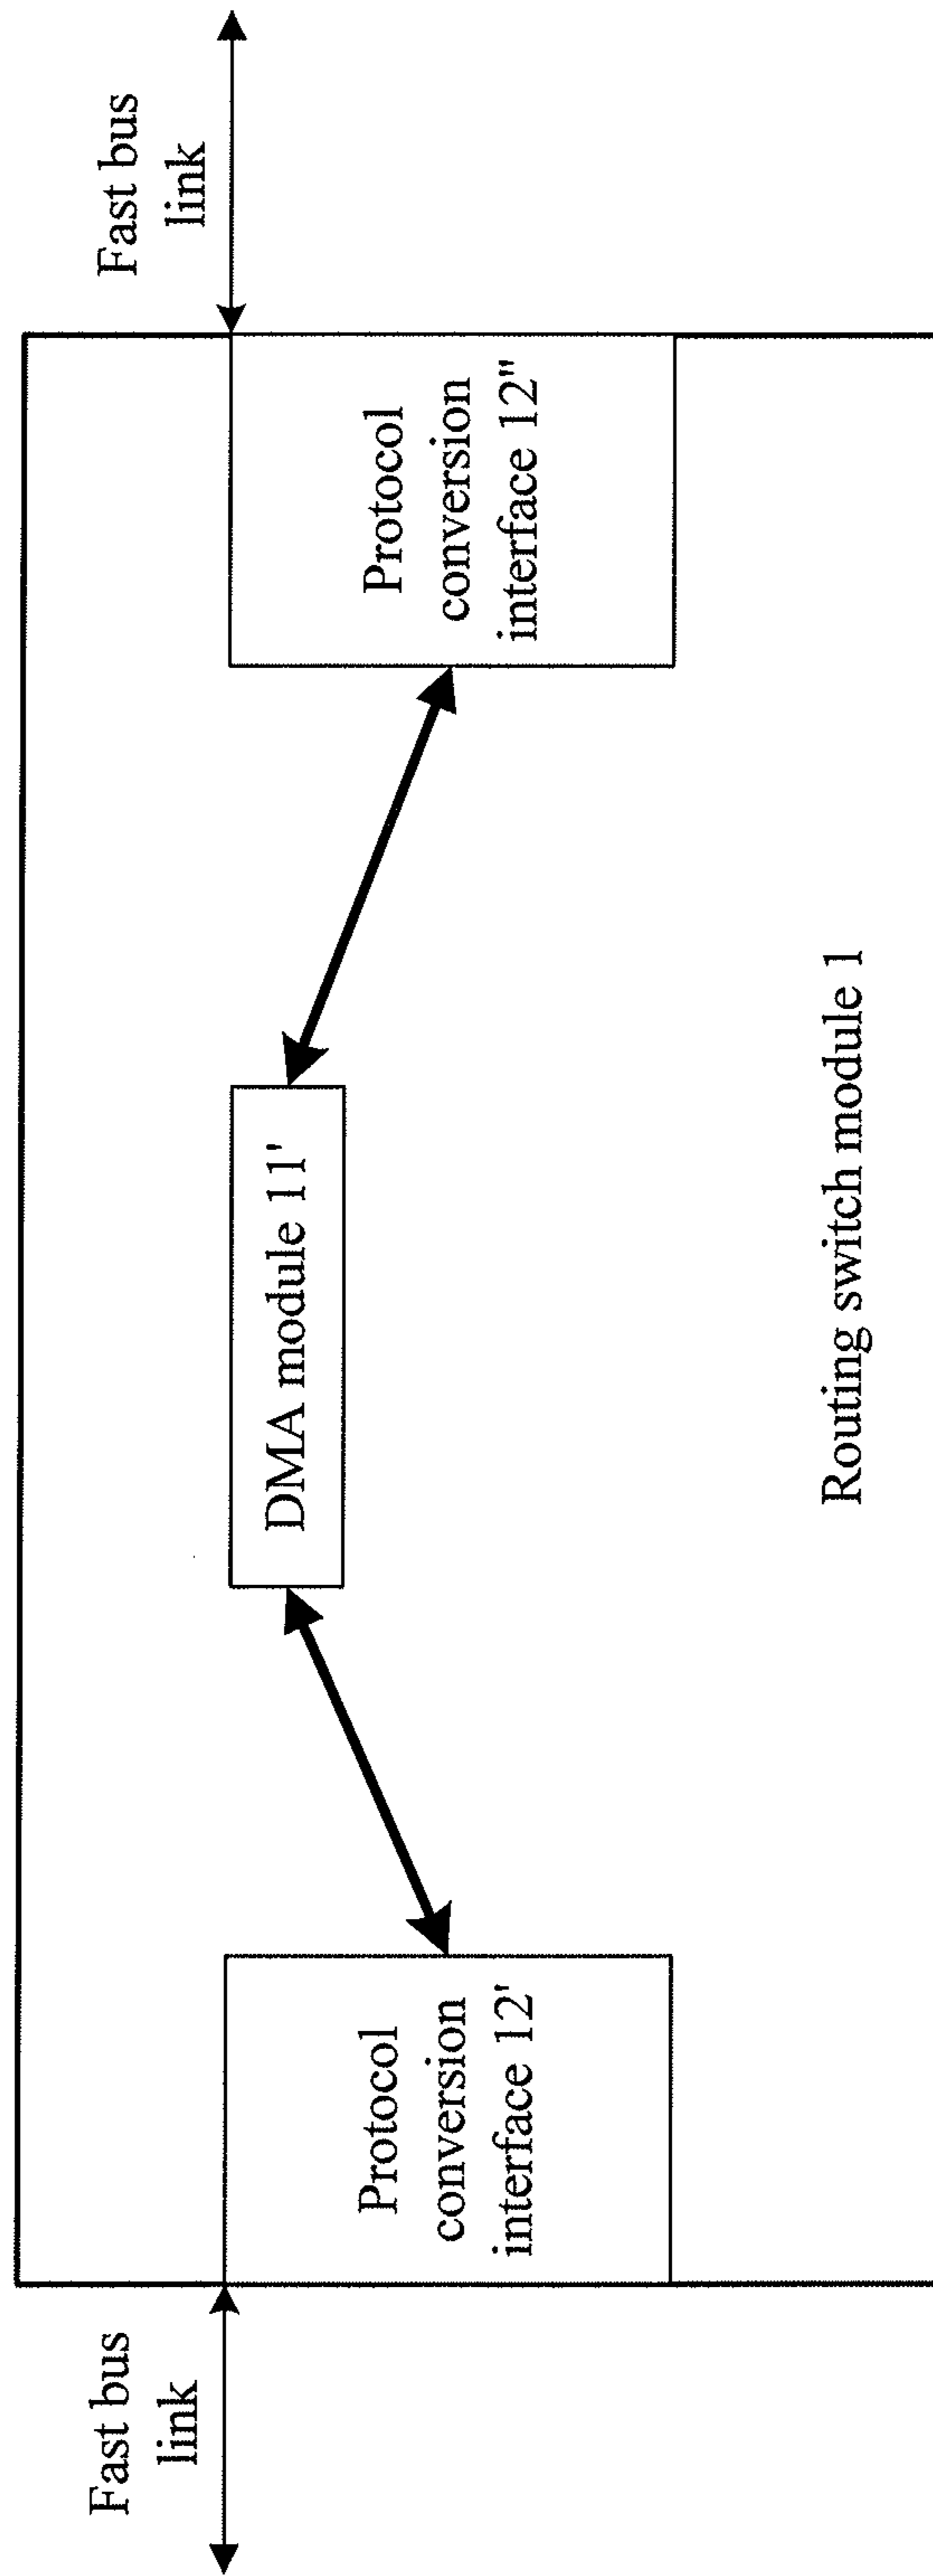 Fast bus
link
Protocol
conversion
interface 12'
DMA module 11'
Protocol
conversion
interface 12"
Fast bus
link
Routing switch module 1